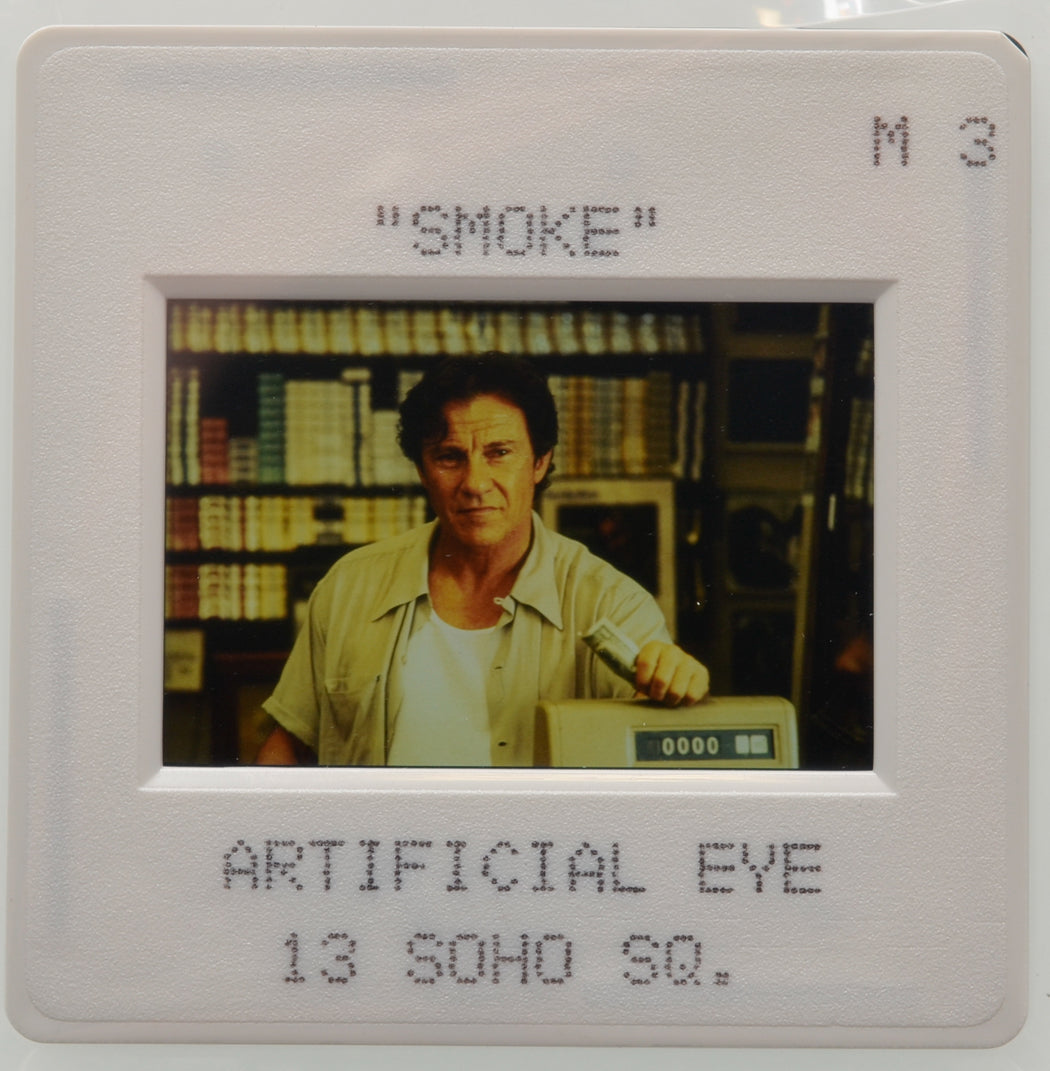 M 3
"SMOKE"
0000
ARTIFICIAL EYE
13 SOHO SQ.